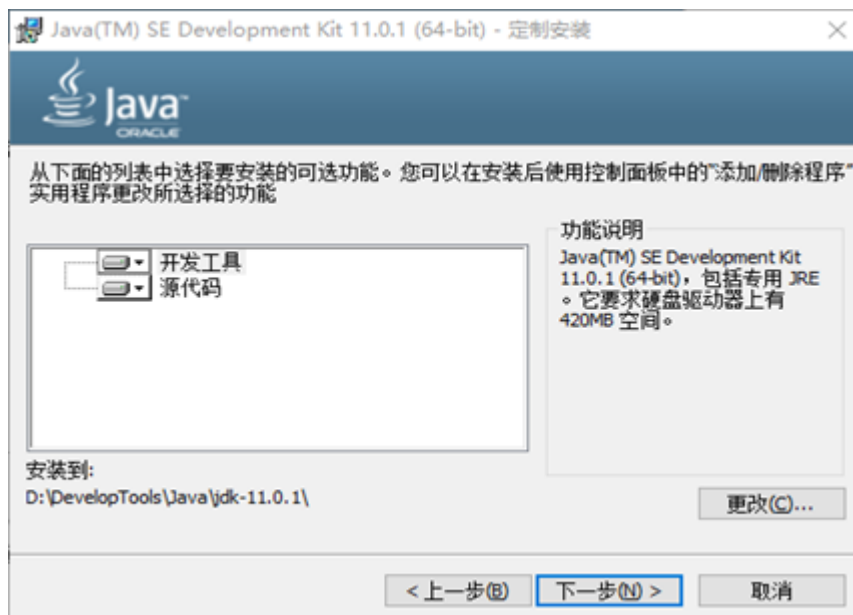 Java(TM) SE Development Kit 11.0.1 (64-bit) - 定制安装
Java™
ORACLE
从下面的列表中选择要安装的可选功能。您可以在安装后使用控制面板中的"添加/删除程序"
实用程序更改所选择的功能
开发工具
源代码
功能说明
Java(TM) SE Development Kit
11.0.1 (64-bit)，包括专用 JRE
。它要求硬盘驱动器上有
420MB 空间。
安装到:
D:\DevelopTools\Java\jdk-11.0.1\
更改(C)...
< 上一步(B)
下一步(N) >
取消